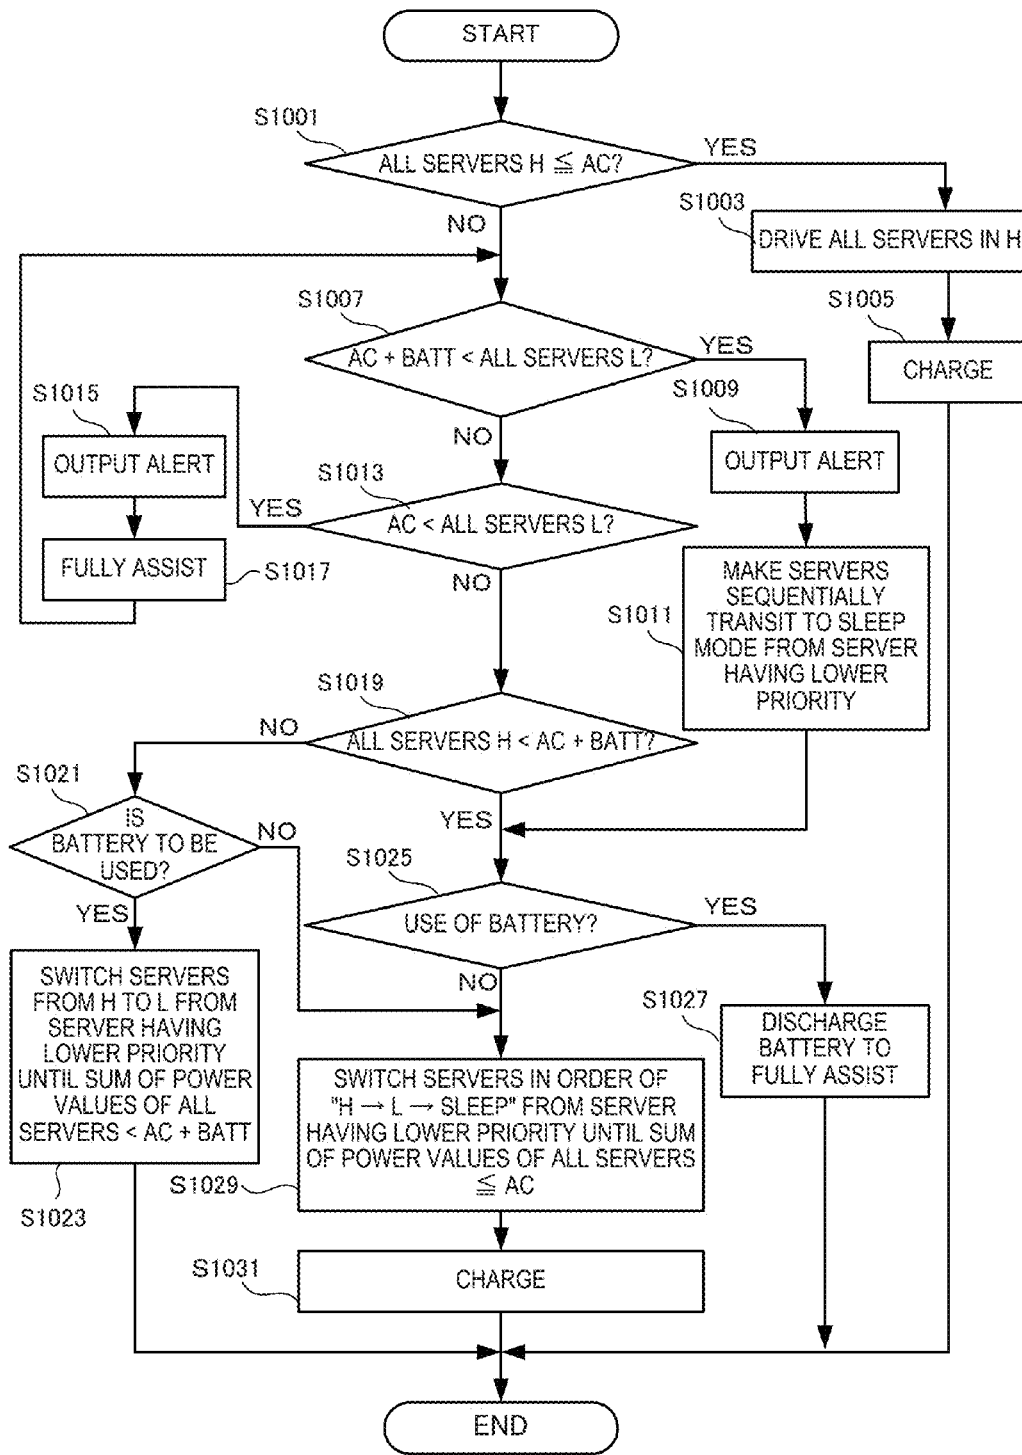 START
S1001
ALL SERVERS H ≦ AC?
YES
NO
S1003
DRIVE ALL SERVERS IN H
S1005
CHARGE
S1007
AC + BATT < ALL SERVERS L?
YES
NO
S1009
OUTPUT ALERT
S1011
MAKE SERVERS
SEQUENTIALLY
TRANSIT TO SLEEP
MODE FROM SERVER
HAVING LOWER
PRIORITY
S1013
AC < ALL SERVERS L?
YES
NO
S1015
OUTPUT ALERT
FULLY ASSIST
S1017
S1019
ALL SERVERS H < AC + BATT?
NO
YES
S1021
IS
BATTERY TO BE
USED?
NO
YES
SWITCH SERVERS
FROM H TO L FROM
SERVER HAVING
LOWER PRIORITY
UNTIL SUM OF POWER
VALUES OF ALL
SERVERS < AC + BATT
S1023
S1025
USE OF BATTERY?
YES
NO
S1027
DISCHARGE
BATTERY TO
FULLY ASSIST
SWITCH SERVERS IN ORDER OF
"H → L → SLEEP" FROM SERVER
HAVING LOWER PRIORITY UNTIL SUM
OF POWER VALUES OF ALL SERVERS
≦ AC
S1029
S1031
CHARGE
END